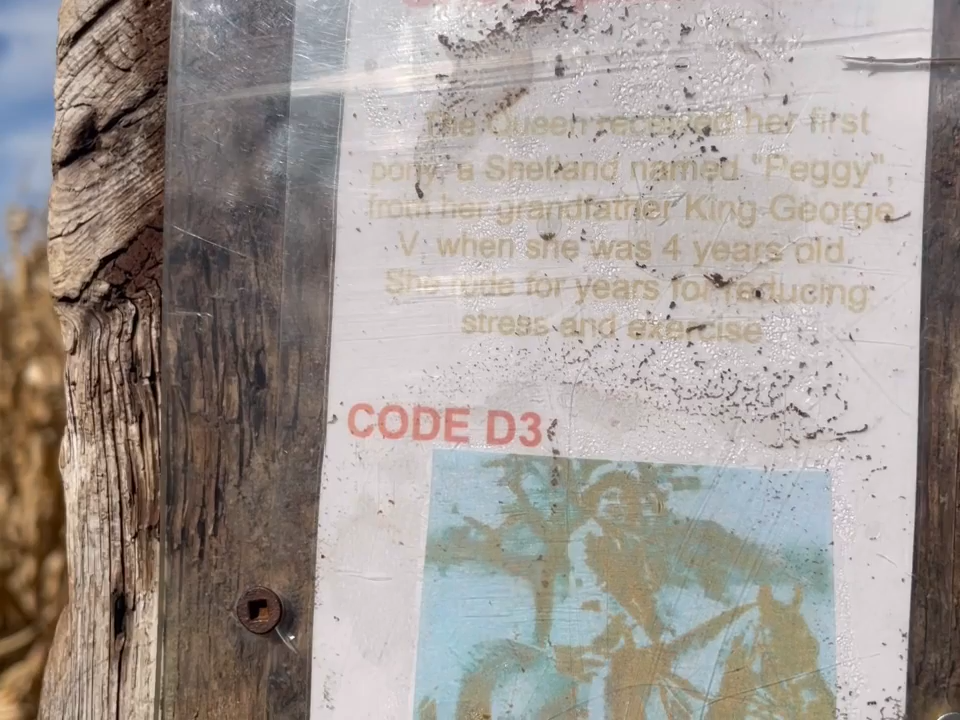 The Queen received her first
pony, a Shetland named "Peggy",
from her grandfather King George
V, when she was 4 years old.
She rode for years for reducing
stress and exercise
CODE D3